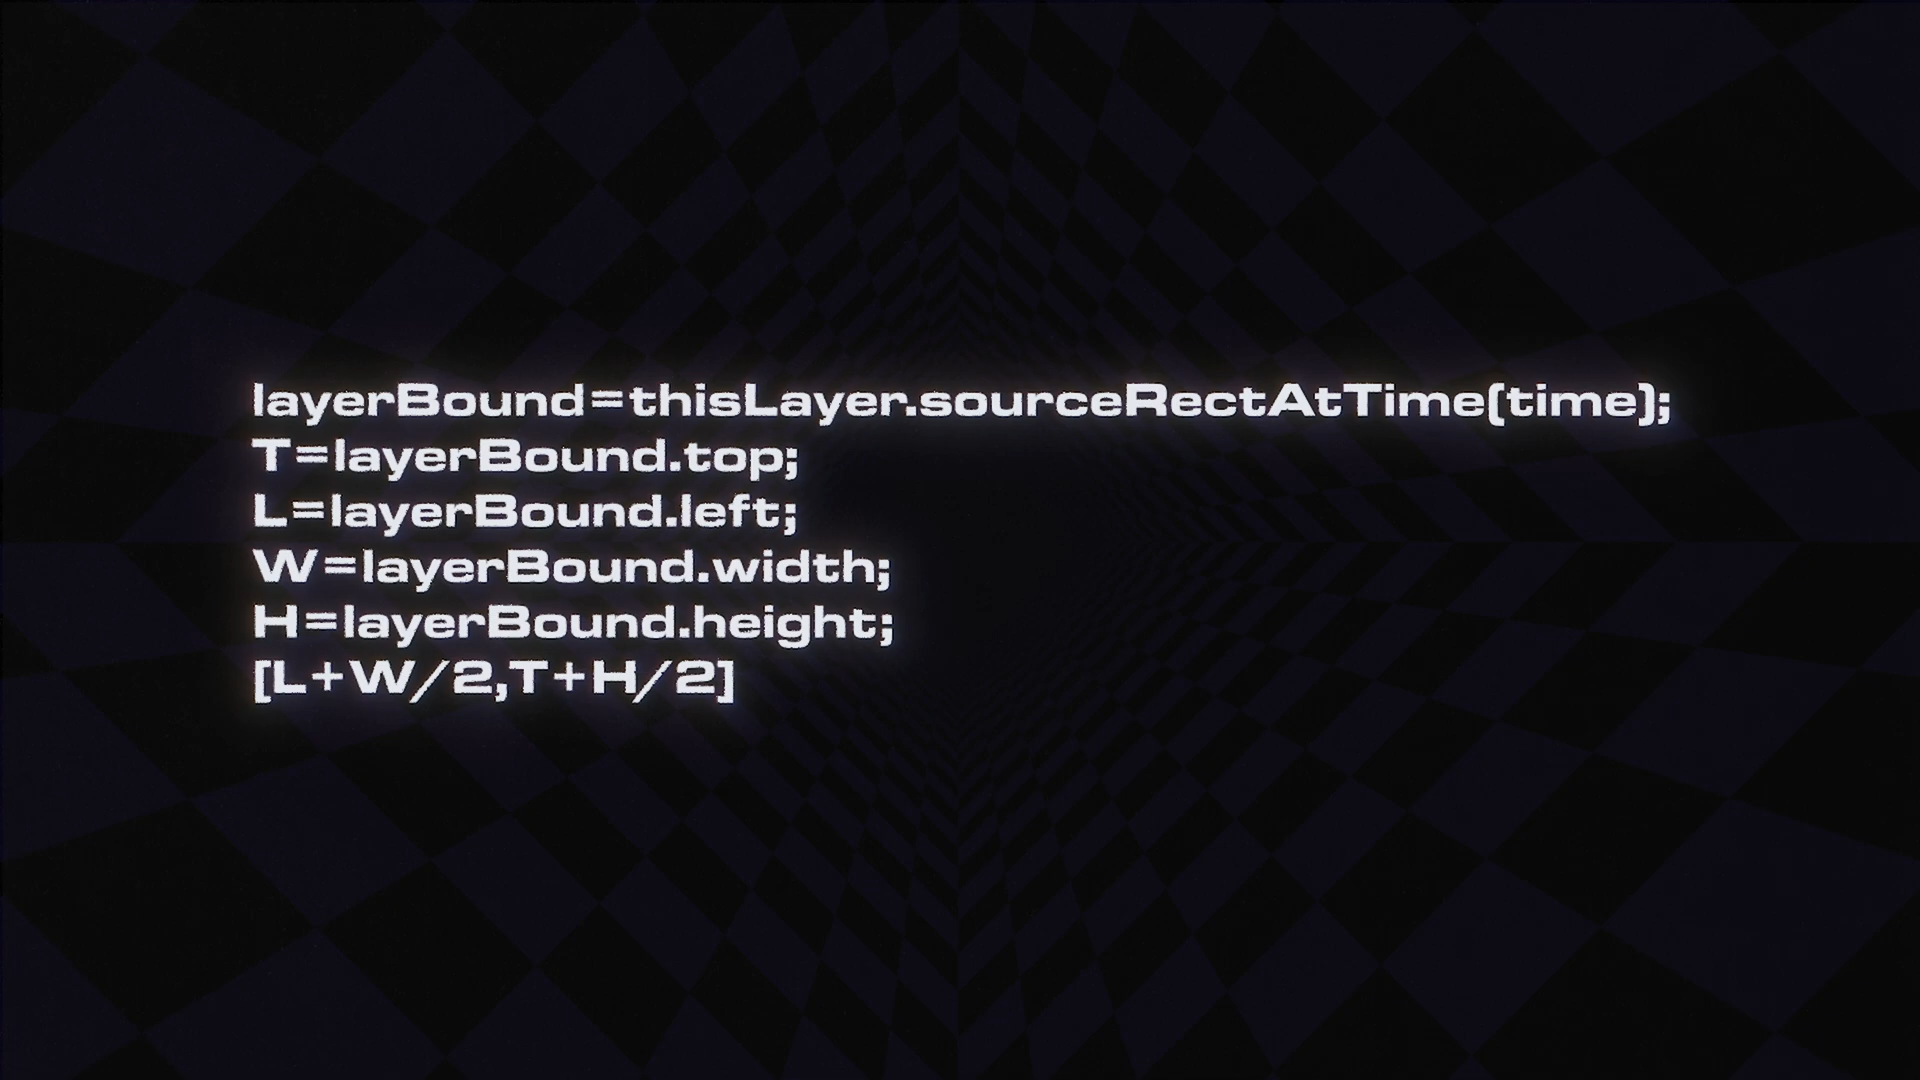 layerBound=thisLayer.sourceRectAtTime(time);
T=layerBound.top;
L=layerBound.left;
W=layerBound.width;
H=layerBound.height;
[L+W/2,T+H/2]